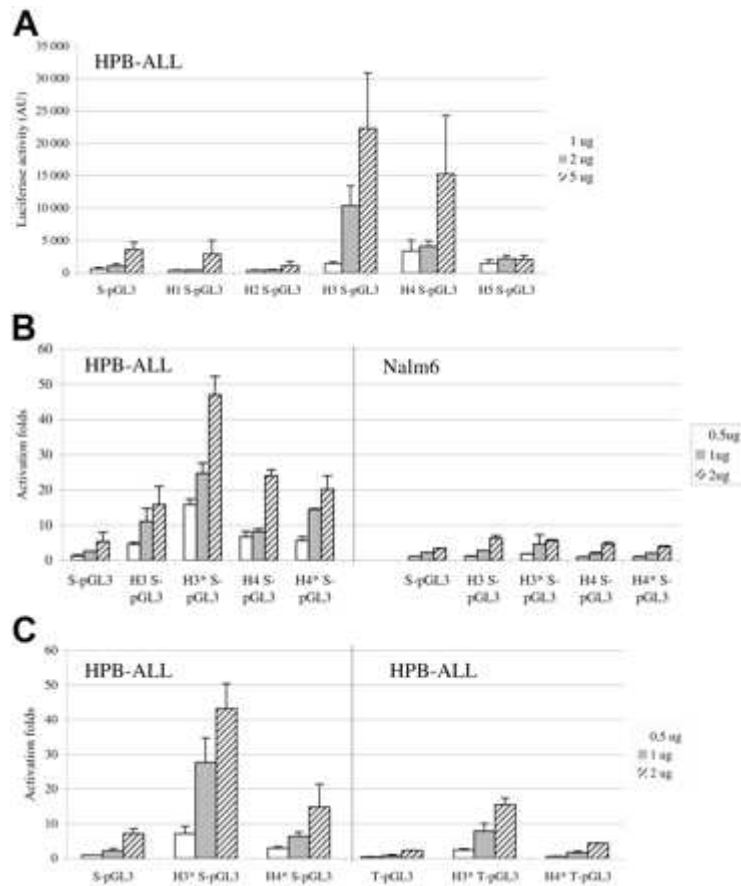 A
HPB-ALL
Luciferase activity (AU)
35 000
30 000
25 000
20 000
15 000
10 000
5 000
0
S-pGL3 H1 S-pGL3 H2 S-pGL3 H3 S-pGL3 H4 S-pGL3 H5 S-pGL3
1 ug
2 ug
5 ug
B
HPB-ALL Nalm6
Activation folds
60
50
40
30
20
10
0
S-pGL3 H3 S- H3* S- H4 S- H4* S- S-pGL3 H3 S- H3* S- H4 S- H4* S-
pGL3 pGL3 pGL3 pGL3 pGL3 pGL3 pGL3 pGL3
0.5ug
1ug
2ug
C
HPB-ALL HPB-ALL
Activation folds
60
50
40
30
20
10
0
S-pGL3 H3* S-pGL3 H4* S-pGL3 T-pGL3 H3* T-pGL3 H4* T-pGL3
0,5 ug
1 ug
2 ug